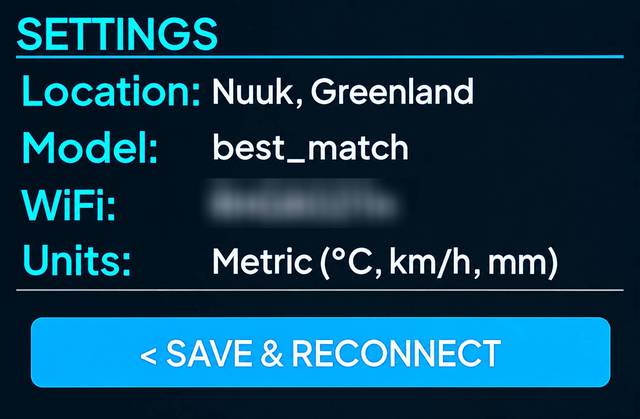 SETTINGS
Location: Nuuk, Greenland
Model: best_match
WiFi:
Units: Metric (°C, km/h, mm)
< SAVE & RECONNECT